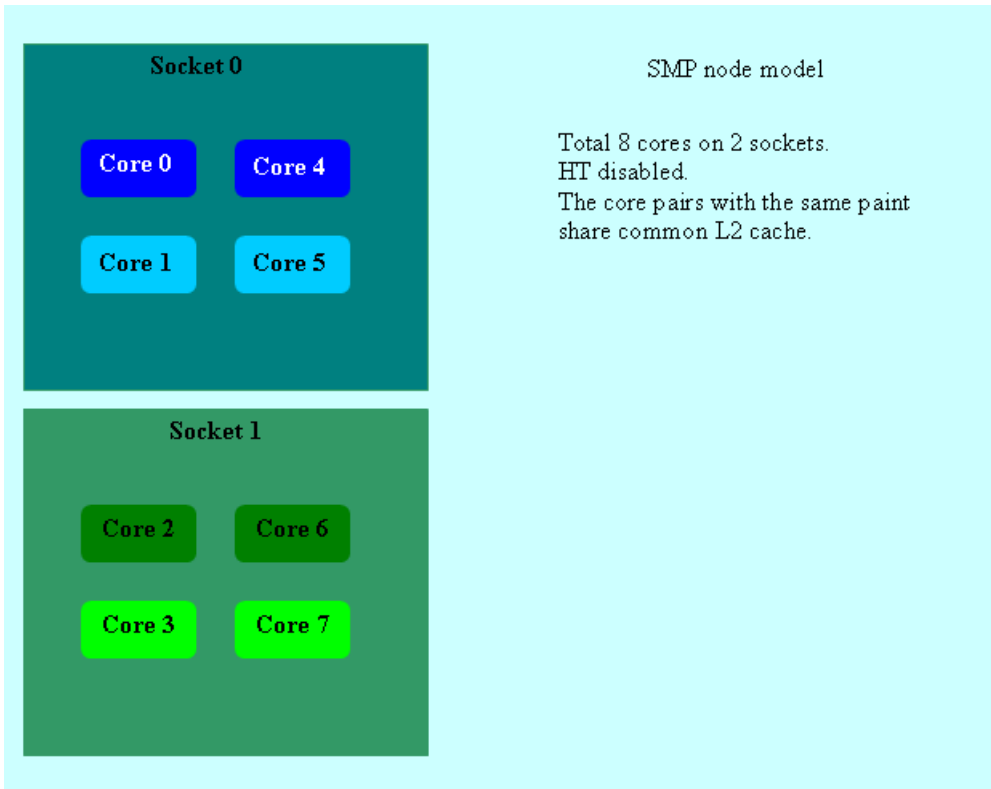 Socket 0
Core 0
Core 4
Core 1
Core 5
Socket 1
Core 2
Core 6
Core 3
Core 7
SMP node model
Total 8 cores on 2 sockets.
HT disabled.
The core pairs with the same paint
share common L2 cache.